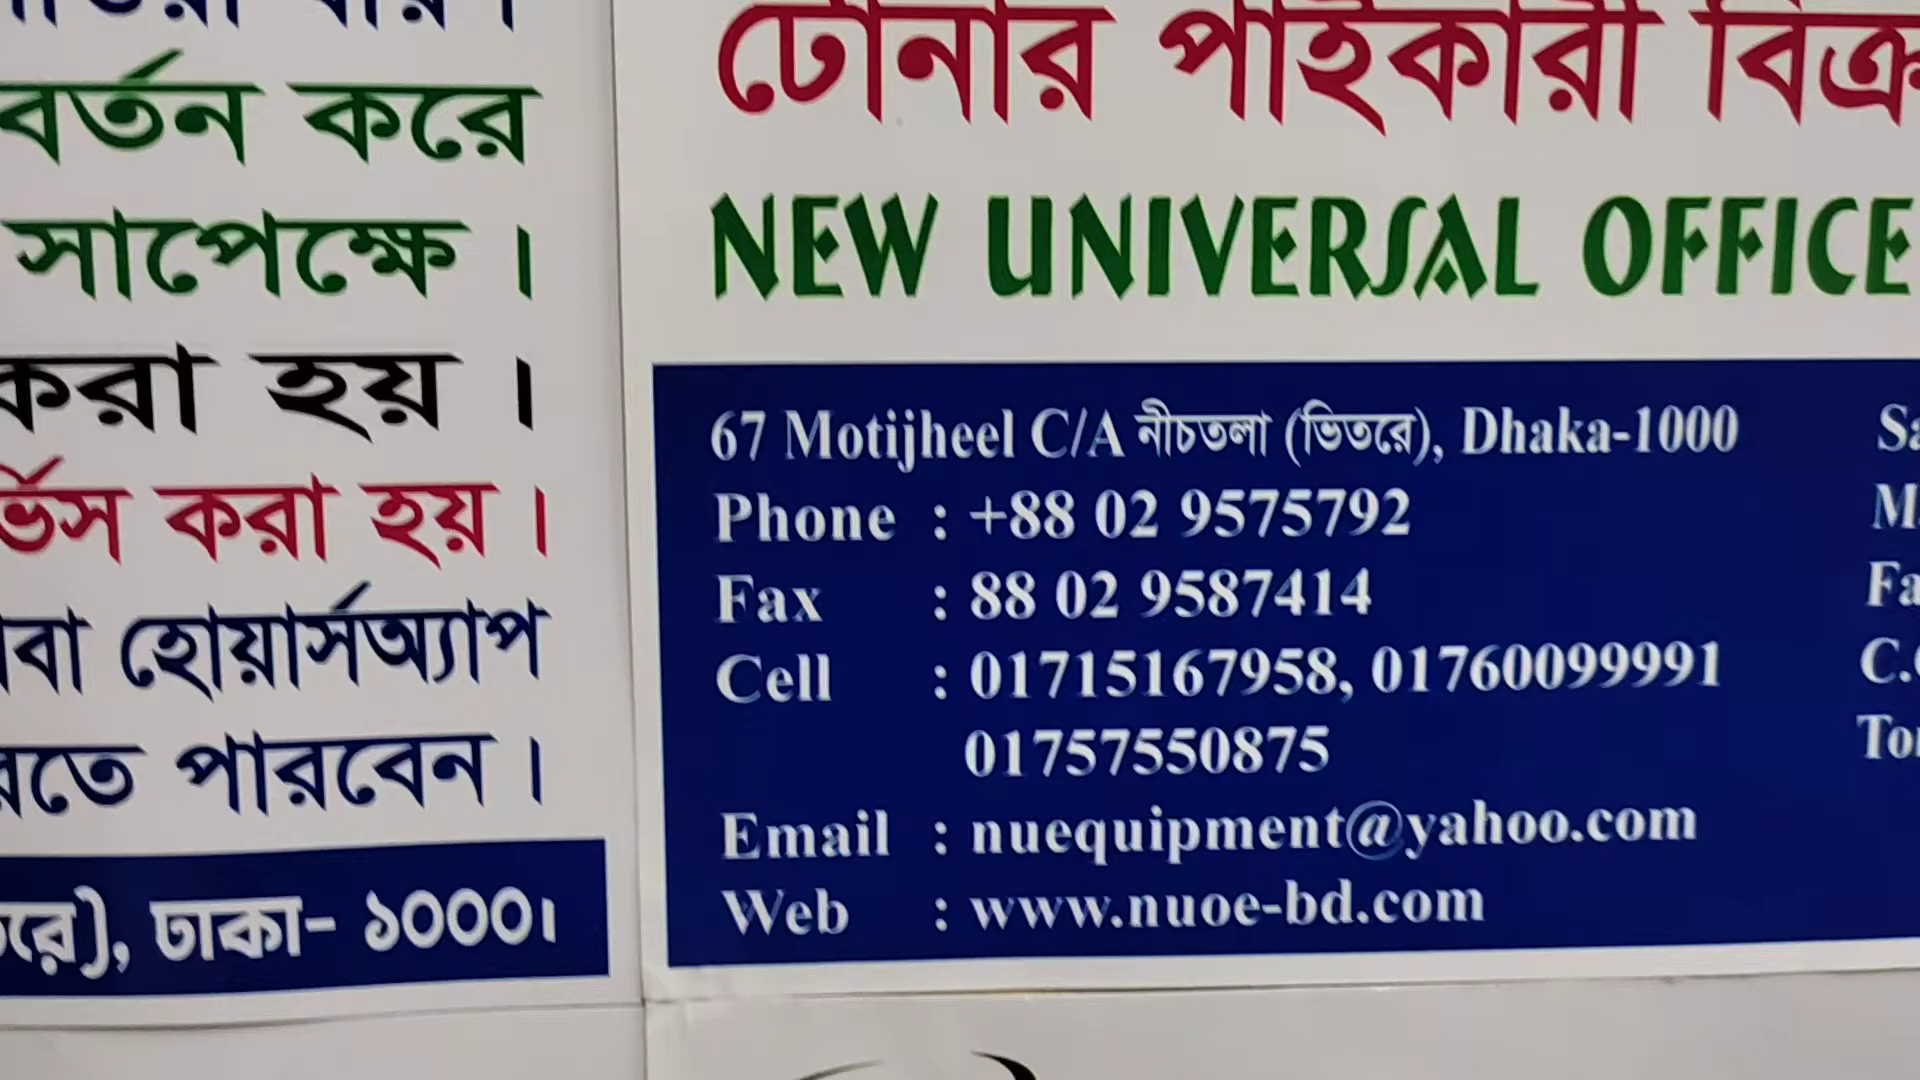 বর্তন করে
সাপেক্ষে ।
করা হয় ।
র্ভিস করা হয় ।
বা হোয়ার্সঅ্যাপ
রতে পারবেন ।
রে), ঢাকা- ১০০০।
টোনার পাইকারী বিক্র
NEW UNIVERSAL OFFICE
67 Motijheel C/A নীচতলা (ভিতরে), Dhaka-1000
Phone : +88 02 9575792
Fax : 88 02 9587414
Cell : 01715167958, 01760099991
01757550875
Email : nuequipment@yahoo.com
Web : www.nuoe-bd.com